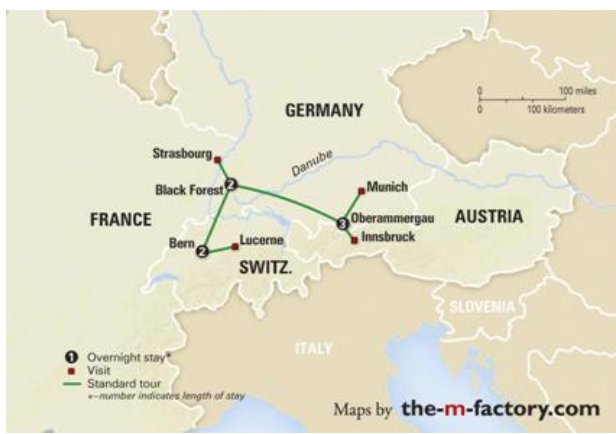 0 100 miles
0 100 kilometers
GERMANY
Strasbourg
Danube
Black Forest
2
Munich
FRANCE
3
Oberammergau
AUSTRIA
Bern
2
Lucerne
Innsbruck
SWITZ.
SLOVENIA
ITALY
1 Overnight stay*
Visit
Standard tour
*–number indicates length of stay
Maps by the-m-factory.com